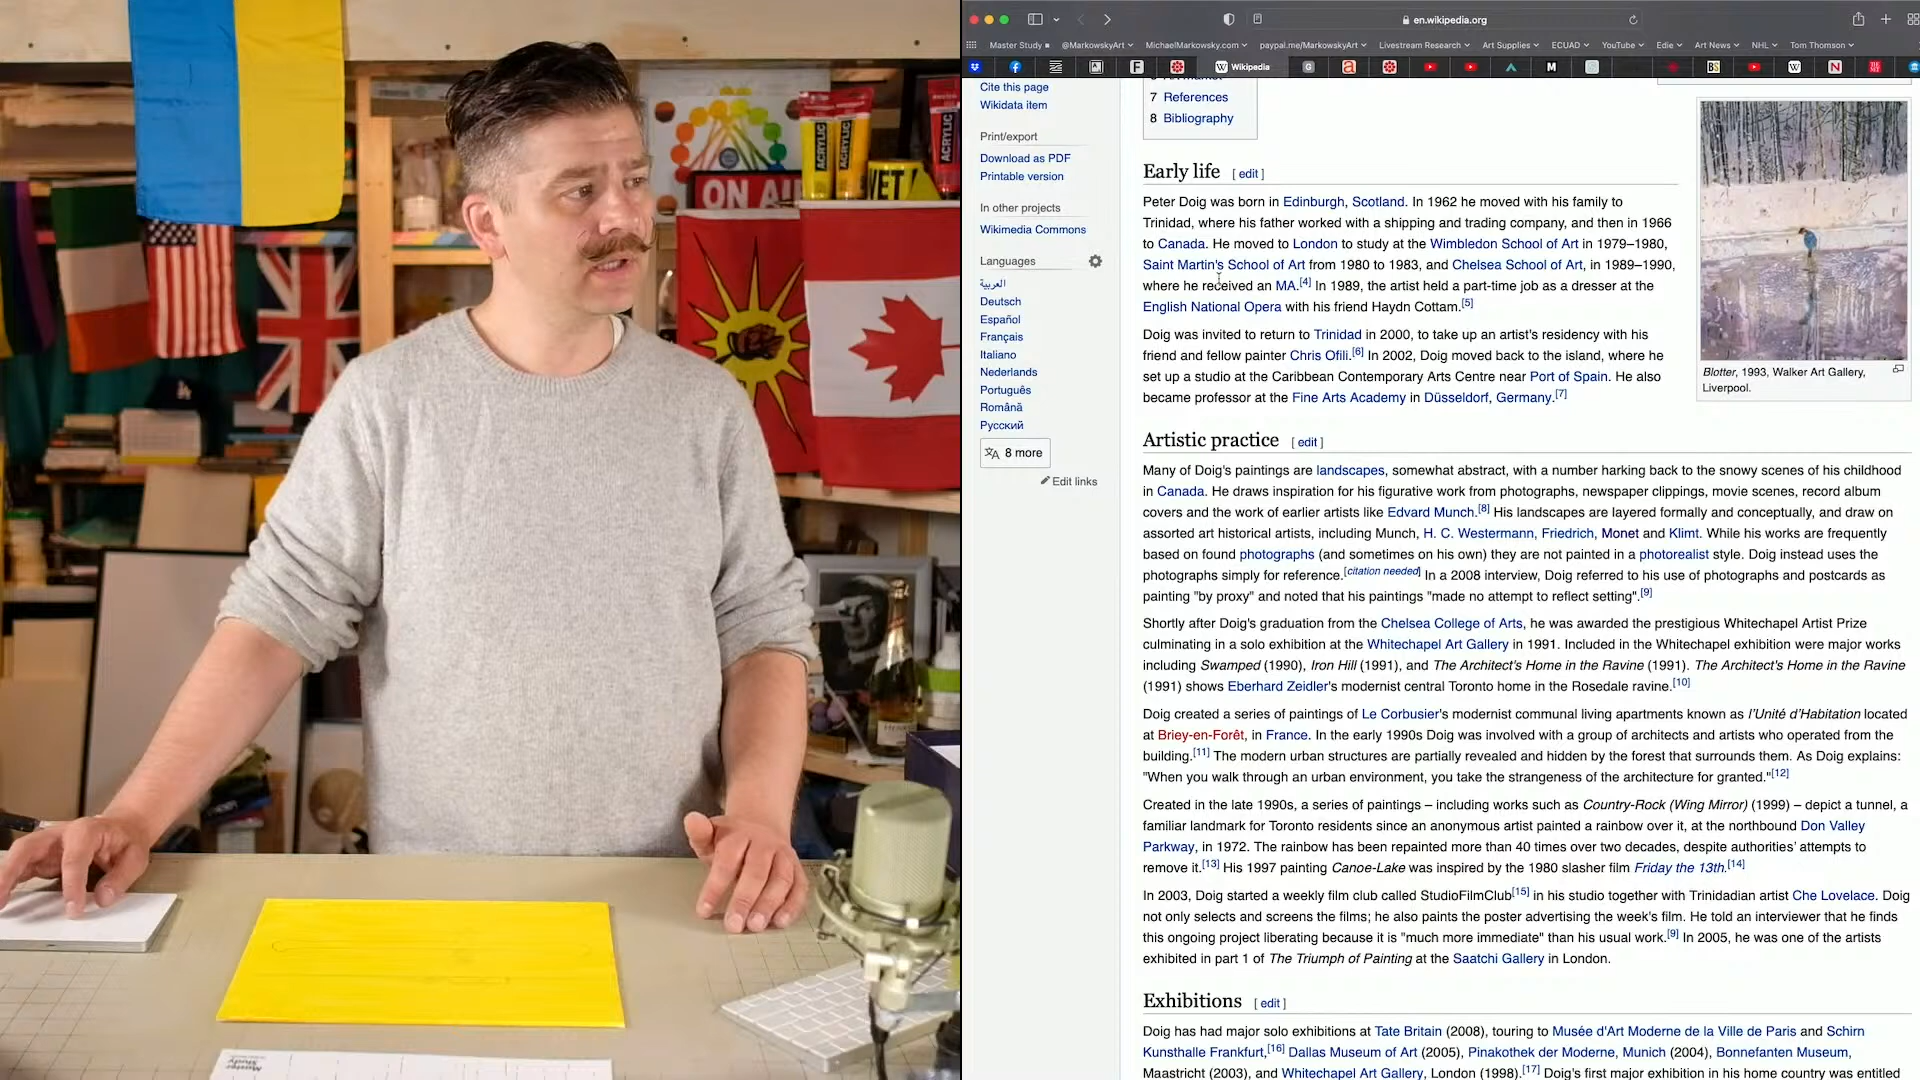 ACRYLIC
ACRYLIC
ACRYLIC
ON AI
VET!
Master
Study
en.wikipedia.org
Master Study
@MarkowskyArt
MichaelMarkowsky.com
paypal.me/MarkowskyArt
Livestream Research
Art Supplies
ECUAD
YouTube
Edie
Art News
NHL
Tom Thomson
Wikipedia
Cite this page
Wikidata item
Print/export
Download as PDF
Printable version
In other projects
Wikimedia Commons
Languages
العربية
Deutsch
Español
Français
Italiano
Nederlands
Português
Română
Русский
8 more
Edit links
7 References
8 Bibliography
Early life [ edit ]
Peter Doig was born in Edinburgh, Scotland. In 1962 he moved with his family to
Trinidad, where his father worked with a shipping and trading company, and then in 1966
to Canada. He moved to London to study at the Wimbledon School of Art in 1979–1980,
Saint Martin's School of Art from 1980 to 1983, and Chelsea School of Art, in 1989–1990,
where he received an MA.[4] In 1989, the artist held a part-time job as a dresser at the
English National Opera with his friend Haydn Cottam.[5]
Doig was invited to return to Trinidad in 2000, to take up an artist's residency with his
friend and fellow painter Chris Ofili.[6] In 2002, Doig moved back to the island, where he
set up a studio at the Caribbean Contemporary Arts Centre near Port of Spain. He also
became professor at the Fine Arts Academy in Düsseldorf, Germany.[7]
Blotter, 1993, Walker Art Gallery,
Liverpool.
Artistic practice [ edit ]
Many of Doig's paintings are landscapes, somewhat abstract, with a number harking back to the snowy scenes of his childhood
in Canada. He draws inspiration for his figurative work from photographs, newspaper clippings, movie scenes, record album
covers and the work of earlier artists like Edvard Munch.[8] His landscapes are layered formally and conceptually, and draw on
assorted art historical artists, including Munch, H. C. Westermann, Friedrich, Monet and Klimt. While his works are frequently
based on found photographs (and sometimes on his own) they are not painted in a photorealist style. Doig instead uses the
photographs simply for reference.[citation needed] In a 2008 interview, Doig referred to his use of photographs and postcards as
painting "by proxy" and noted that his paintings "made no attempt to reflect setting".[9]
Shortly after Doig's graduation from the Chelsea College of Arts, he was awarded the prestigious Whitechapel Artist Prize
culminating in a solo exhibition at the Whitechapel Art Gallery in 1991. Included in the Whitechapel exhibition were major works
including Swamped (1990), Iron Hill (1991), and The Architect's Home in the Ravine (1991). The Architect's Home in the Ravine
(1991) shows Eberhard Zeidler's modernist central Toronto home in the Rosedale ravine.[10]
Doig created a series of paintings of Le Corbusier's modernist communal living apartments known as l'Unité d'Habitation located
at Briey-en-Forêt, in France. In the early 1990s Doig was involved with a group of architects and artists who operated from the
building.[11] The modern urban structures are partially revealed and hidden by the forest that surrounds them. As Doig explains:
"When you walk through an urban environment, you take the strangeness of the architecture for granted."[12]
Created in the late 1990s, a series of paintings – including works such as Country-Rock (Wing Mirror) (1999) – depict a tunnel, a
familiar landmark for Toronto residents since an anonymous artist painted a rainbow over it, at the northbound Don Valley
Parkway, in 1972. The rainbow has been repainted more than 40 times over two decades, despite authorities' attempts to
remove it.[13] His 1997 painting Canoe-Lake was inspired by the 1980 slasher film Friday the 13th.[14]
In 2003, Doig started a weekly film club called StudioFilmClub[15] in his studio together with Trinidadian artist Che Lovelace. Doig
not only selects and screens the films; he also paints the poster advertising the week's film. He told an interviewer that he finds
this ongoing project liberating because it is "much more immediate" than his usual work.[9] In 2005, he was one of the artists
exhibited in part 1 of The Triumph of Painting at the Saatchi Gallery in London.
Exhibitions [ edit ]
Doig has had major solo exhibitions at Tate Britain (2008), touring to Musée d'Art Moderne de la Ville de Paris and Schirn
Kunsthalle Frankfurt,[16] Dallas Museum of Art (2005), Pinakothek der Moderne, Munich (2004), Bonnefanten Museum,
Maastricht (2003), and Whitechapel Art Gallery, London (1998).[17] Doig's first major exhibition in his home country was entitled